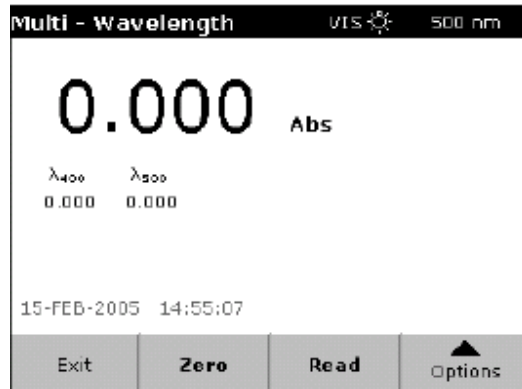 Multi - Wavelength VIS 500 nm
0.000 Abs
λ400 λ500
0.000 0.000
15-FEB-2005 14:55:07
Exit Zero Read Options